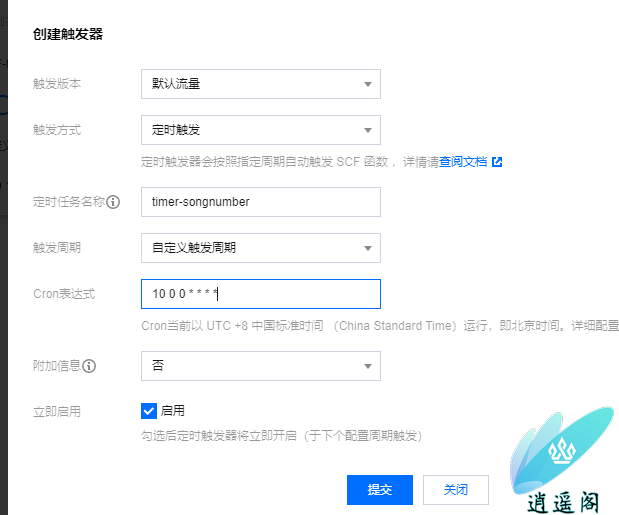 创建触发器
触发版本 默认流量
触发方式 定时触发
定时触发器会按照指定周期自动触发 SCF 函数 ，详情请查阅文档
定时任务名称 timer-songnumber
触发周期 自定义触发周期
Cron表达式 10 0 0 * * * *
Cron当前以 UTC +8 中国标准时间 （China Standard Time）运行，即北京时间。详细配置
附加信息 否
立即启用 启用
勾选后定时触发器将立即开启（于下个配置周期触发）
提交 关闭
逍遥阁